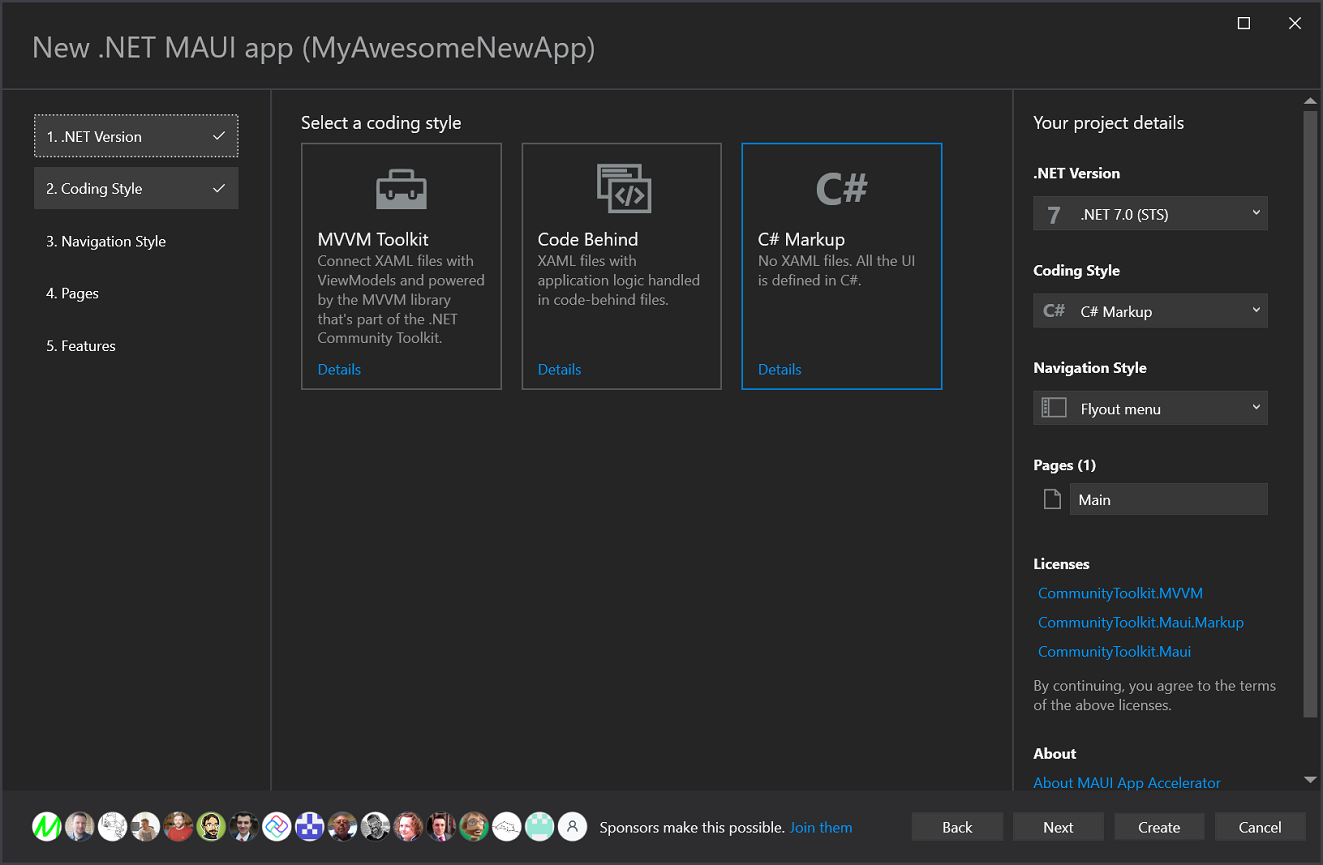 New .NET MAUI app (MyAwesomeNewApp)
1. .NET Version
2. Coding Style
3. Navigation Style
4. Pages
5. Features
Select a coding style
MVVM Toolkit
Connect XAML files with
ViewModels and powered
by the MVVM library
that's part of the .NET
Community Toolkit.
Details
Code Behind
XAML files with
application logic handled
in code-behind files.
Details
C#
C# Markup
No XAML files. All the UI
is defined in C#.
Details
Your project details
.NET Version
7 .NET 7.0 (STS)
Coding Style
C# C# Markup
Navigation Style
Flyout menu
Pages (1)
Main
Licenses
CommunityToolkit.MVVM
CommunityToolkit.Maui.Markup
CommunityToolkit.Maui
By continuing, you agree to the terms
of the above licenses.
About
About MAUI App Accelerator
Sponsors make this possible. Join them
Back
Next
Create
Cancel